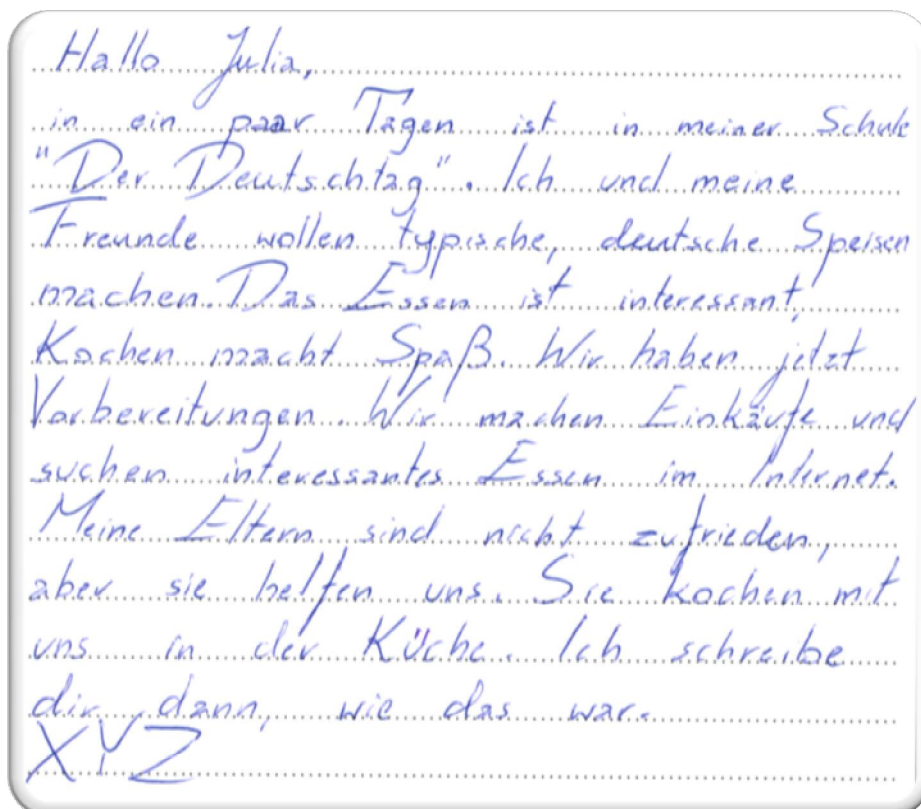 Hallo Julia,
in ein paar Tagen ist in meiner Schule
"Der Deutschtag". Ich und meine
Freunde wollen typische, deutsche Speisen
machen. Das Essen ist interessant,
Kochen macht Spaß. Wir haben jetzt
Vorbereitungen. Wir machen Einkäufe und
suchen interessantes Essen im Internet.
Meine Eltern sind nicht zufrieden,
aber sie helfen uns. Sie kochen mit
uns in der Küche. Ich schreibe
dir dann, wie das war.
XYZ